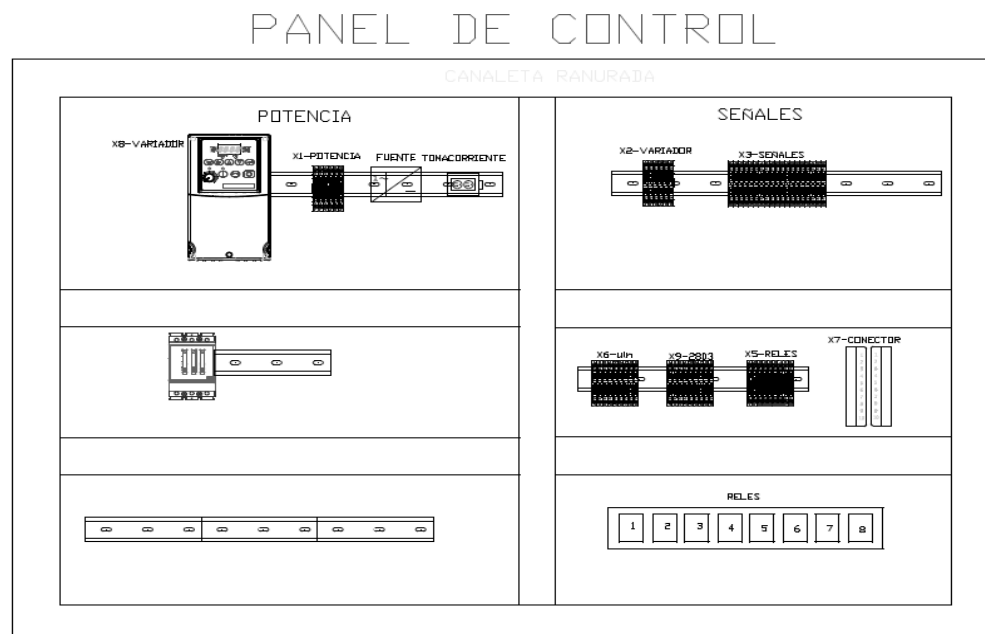 PANEL DE CONTROL
CANALETA RANURADA
POTENCIA
X8-VARIADOR
X1-POTENCIA
FUENTE
TOMACORRIENTE
SEÑALES
X2-VARIADOR
X3-SEÑALES
X6-uln
X9-2803
X5-RELES
X7-CONECTOR
RELES
1 2 3 4 5 6 7 8